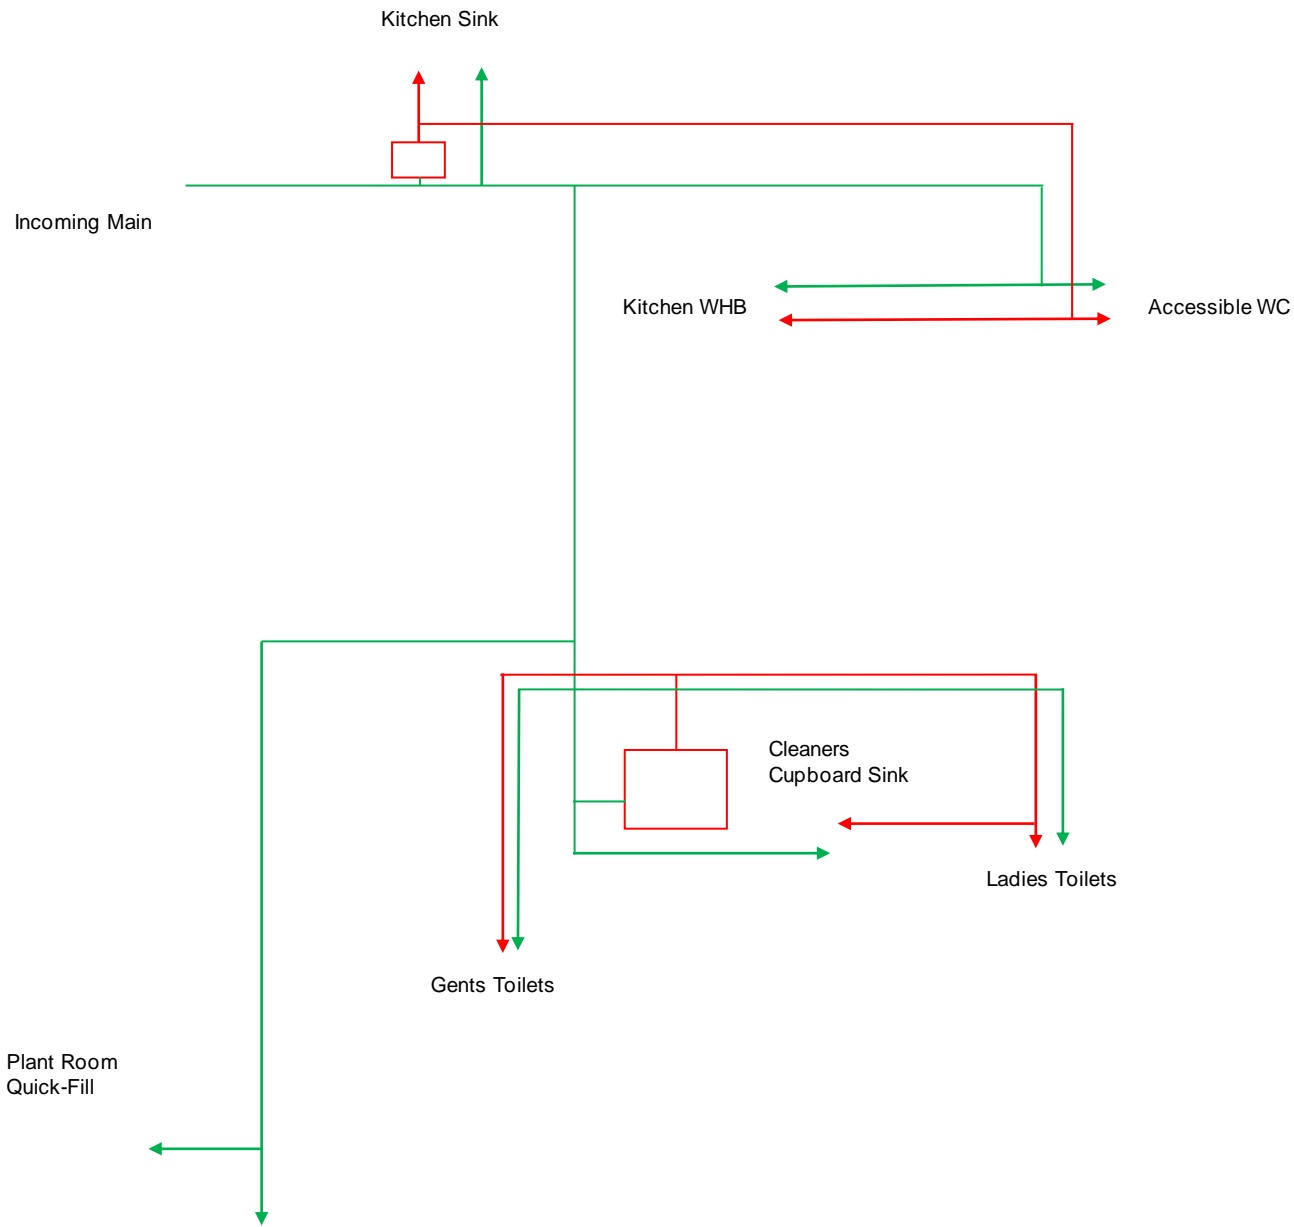 Kitchen Sink
Incoming Main
Kitchen WHB
Accessible WC
Cleaners
Cupboard Sink
Ladies Toilets
Gents Toilets
Plant Room
Quick-Fill